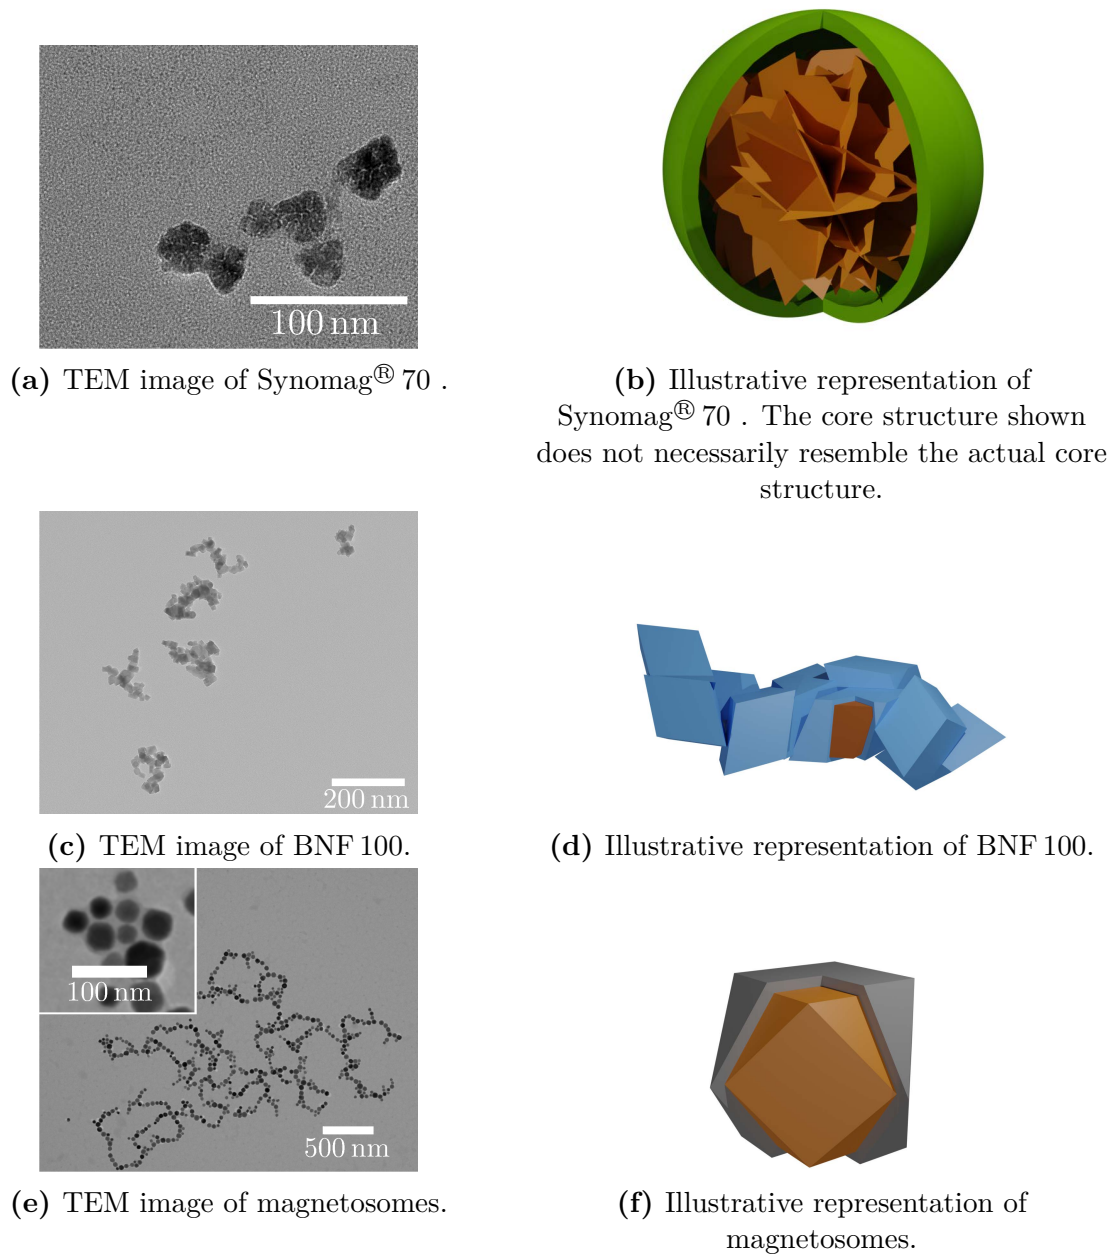 100 nm
(a) TEM image of Synomag® 70 .
(b) Illustrative representation of
Synomag® 70 . The core structure shown
does not necessarily resemble the actual core
structure.
200 nm
(c) TEM image of BNF 100.
(d) Illustrative representation of BNF 100.
100 nm
500 nm
(e) TEM image of magnetosomes.
(f) Illustrative representation of
magnetosomes.